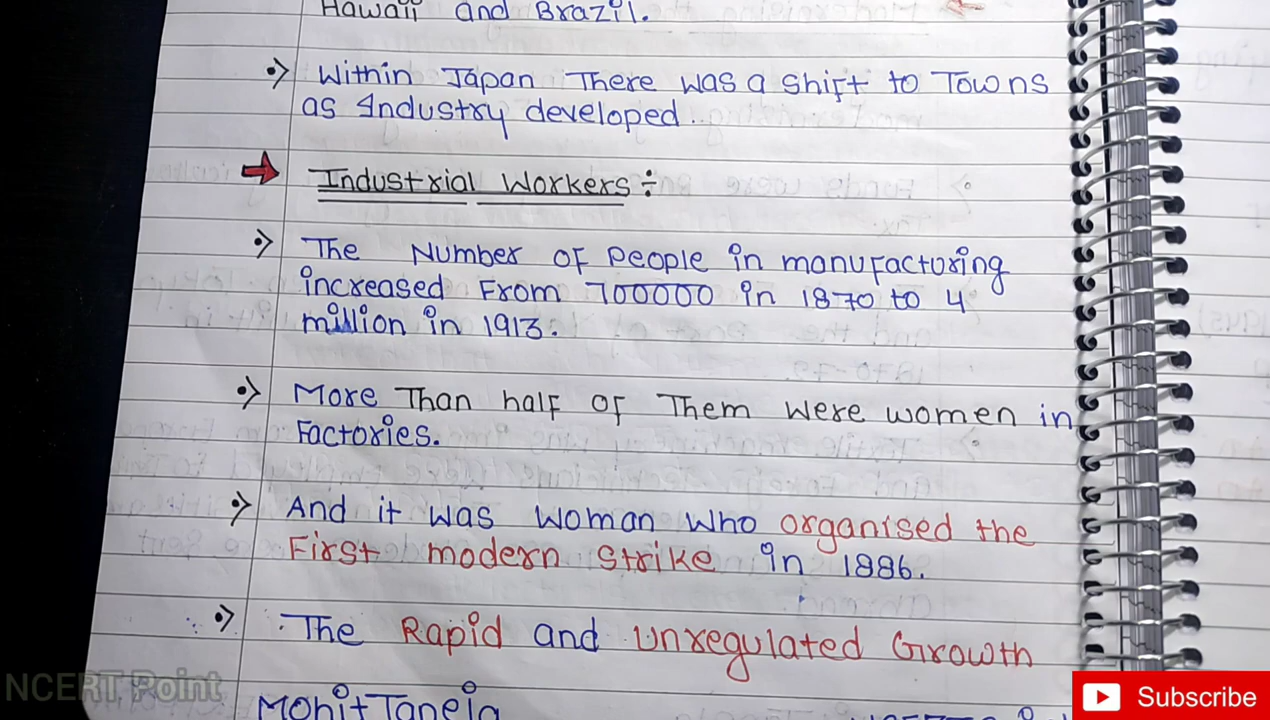 Hawaii and Brazil.
Within Japan There was a shift to Towns
as Industry developed..
Industrial Workers ÷
The Number of People in manufactoring
increased From 700000 in 1870 to 4
million in 1913.
More Than half of Them were women in
Factories.
And it was woman who organised the
First modern strike in 1886.
The Rapid and Unregulated Growth
NCERT Point
Mohit Taneja
Subscribe